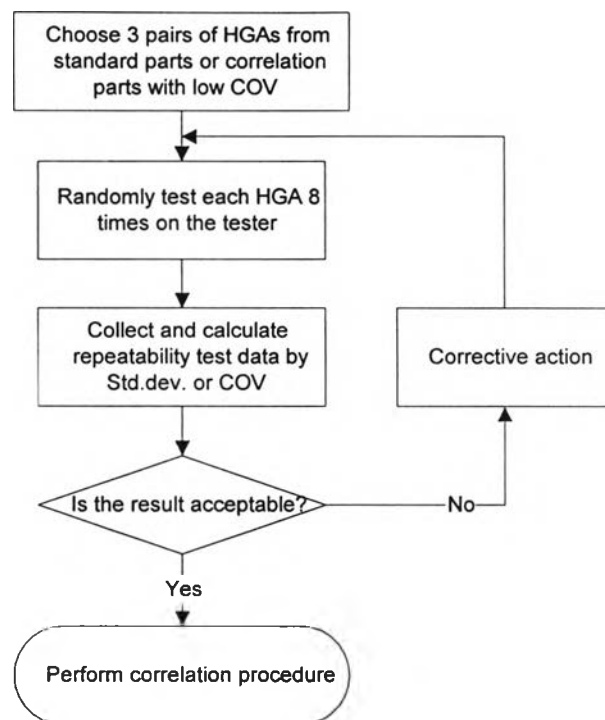 Choose 3 pairs of HGAs from
standard parts or correlation
parts with low COV
Randomly test each HGA 8
times on the tester
Collect and calculate
repeatability test data by
Std.dev. or COV
Corrective action
Is the result acceptable?
No
Yes
Perform correlation procedure